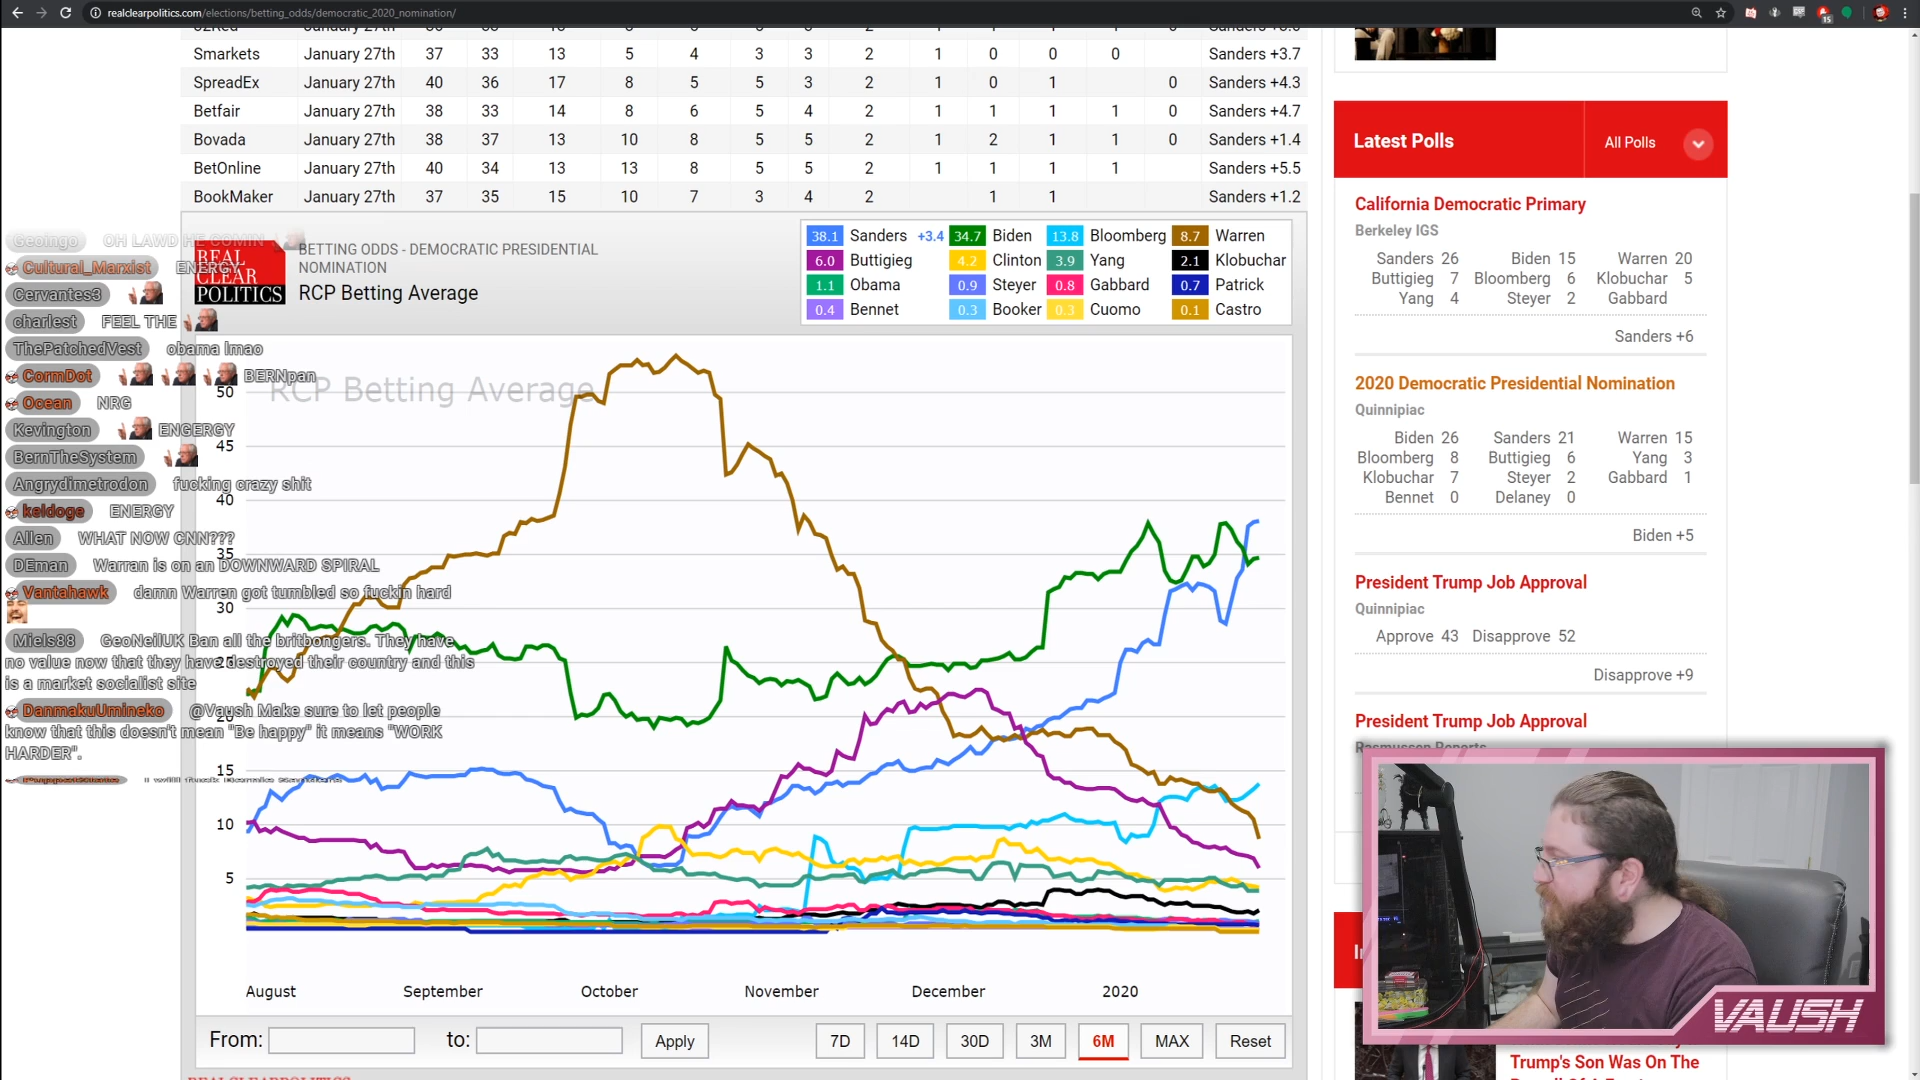 realclearpolitics.com/elections/betting_odds/democratic_2020_nomination/
15
Smarkets January 27th 37 33 13 5 4 3 3 2 1 0 0 0 Sanders +3.7
SpreadEx January 27th 40 36 17 8 5 5 3 2 1 0 1 0 Sanders +4.3
Betfair January 27th 38 33 14 8 6 5 4 2 1 1 1 1 0 Sanders +4.7
Bovada January 27th 38 37 13 10 8 5 5 2 1 2 1 1 0 Sanders +1.4
BetOnline January 27th 40 34 13 13 8 5 5 2 1 1 1 1 Sanders +5.5
BookMaker January 27th 37 35 15 10 7 3 4 2 1 1 Sanders +1.2
REAL
CLEAR
POLITICS
BETTING ODDS - DEMOCRATIC PRESIDENTIAL
NOMINATION
RCP Betting Average
38.1 Sanders +3.4 34.7 Biden 13.8 Bloomberg 8.7 Warren
6.0 Buttigieg 4.2 Clinton 3.9 Yang 2.1 Klobuchar
1.1 Obama 0.9 Steyer 0.8 Gabbard 0.7 Patrick
0.4 Bennet 0.3 Booker 0.3 Cuomo 0.1 Castro
RCP Betting Average
50
45
40
35
30
25
20
15
10
5
August September October November December 2020
From: to: Apply 7D 14D 30D 3M 6M MAX Reset
REALCLEARPOLITICS
Geoingo OH LAWD HE COMIN
Cultural_Marxist ENERGY
Cervantes3
charlest FEEL THE
ThePatchedVest obama lmao
CormDot BERNpan
Ocean NRG
Kevington ENGERGY
BernTheSystem
Angrydimetrodon fucking crazy shit
keldoge ENERGY
Allen WHAT NOW CNN???
DEman Warran is on an DOWNWARD SPIRAL
Vantahawk damn Warren got tumbled so fuckin hard
Miels88 GeoNeilUK Ban all the britbongers. They have
no value now that they have destroyed their country and this
is a market socialist site
DanmakuUmineko @Vaush Make sure to let people
know that this doesn't mean "Be happy" it means "WORK
HARDER".
Latest Polls All Polls
California Democratic Primary
Berkeley IGS
Sanders 26 Biden 15 Warren 20
Buttigieg 7 Bloomberg 6 Klobuchar 5
Yang 4 Steyer 2 Gabbard
Sanders +6
2020 Democratic Presidential Nomination
Quinnipiac
Biden 26 Sanders 21 Warren 15
Bloomberg 8 Buttigieg 6 Yang 3
Klobuchar 7 Steyer 2 Gabbard 1
Bennet 0 Delaney 0
Biden +5
President Trump Job Approval
Quinnipiac
Approve 43 Disapprove 52
Disapprove +9
President Trump Job Approval
Rasmussen Reports
VAUSH
Trump's Son Was On The